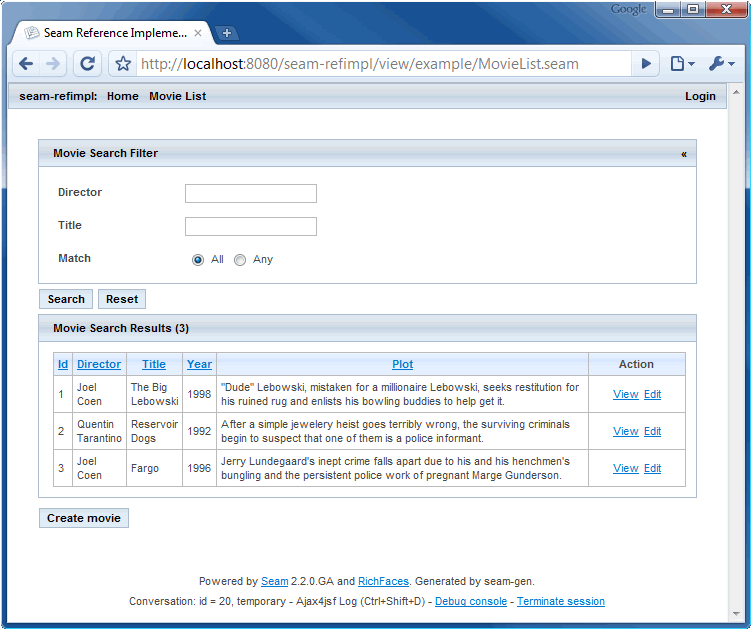 Google
Seam Reference Impleme...
http://localhost:8080/seam-refimpl/view/example/MovieList.seam
seam-refimpl: Home Movie List Login
Movie Search Filter «
Director
Title
Match All Any
Search Reset
Movie Search Results (3)
Id Director Title Year Plot Action
1 Joel Coen The Big Lebowski 1998 "Dude" Lebowski, mistaken for a millionaire Lebowski, seeks restitution for his ruined rug and enlists his bowling buddies to help get it. View Edit
2 Quentin Tarantino Reservoir Dogs 1992 After a simple jewelery heist goes terribly wrong, the surviving criminals begin to suspect that one of them is a police informant. View Edit
3 Joel Coen Fargo 1996 Jerry Lundegaard's inept crime falls apart due to his and his henchmen's bungling and the persistent police work of pregnant Marge Gunderson. View Edit
Create movie
Powered by Seam 2.2.0.GA and RichFaces. Generated by seam-gen.
Conversation: id = 20, temporary - Ajax4jsf Log (Ctrl+Shift+D) - Debug console - Terminate session